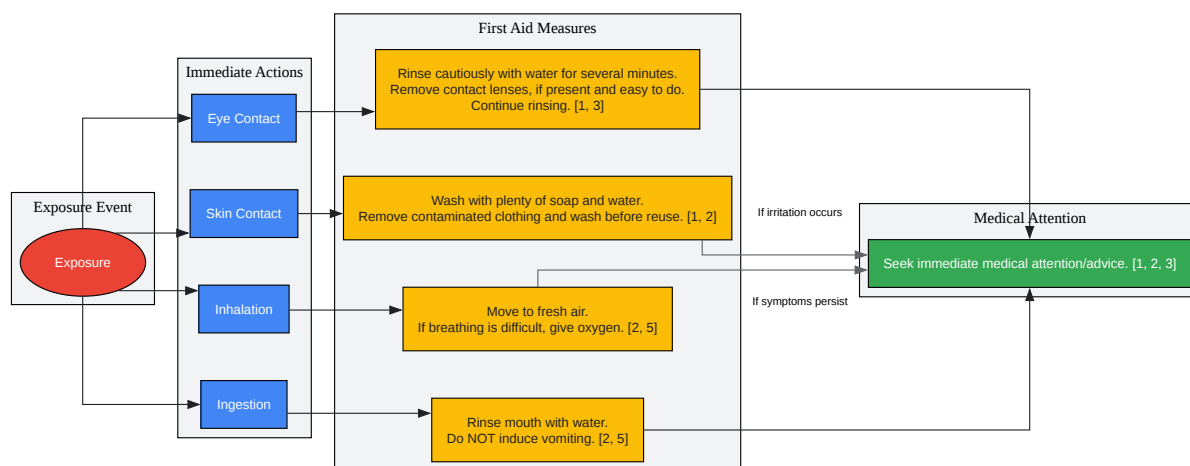 First Aid Measures
Immediate Actions
Rinse cautiously with water for several minutes.
Remove contact lenses, if present and easy to do.
Continue rinsing. [1, 3]
Eye Contact
Exposure Event
Skin Contact
Wash with plenty of soap and water.
Remove contaminated clothing and wash before reuse. [1, 2]
If irritation occurs
Medical Attention
Exposure
Seek immediate medical attention/advice. [1, 2, 3]
Inhalation
Move to fresh air.
If breathing is difficult, give oxygen. [2, 5]
If symptoms persist
Ingestion
Rinse mouth with water.
Do NOT induce vomiting. [2, 5]